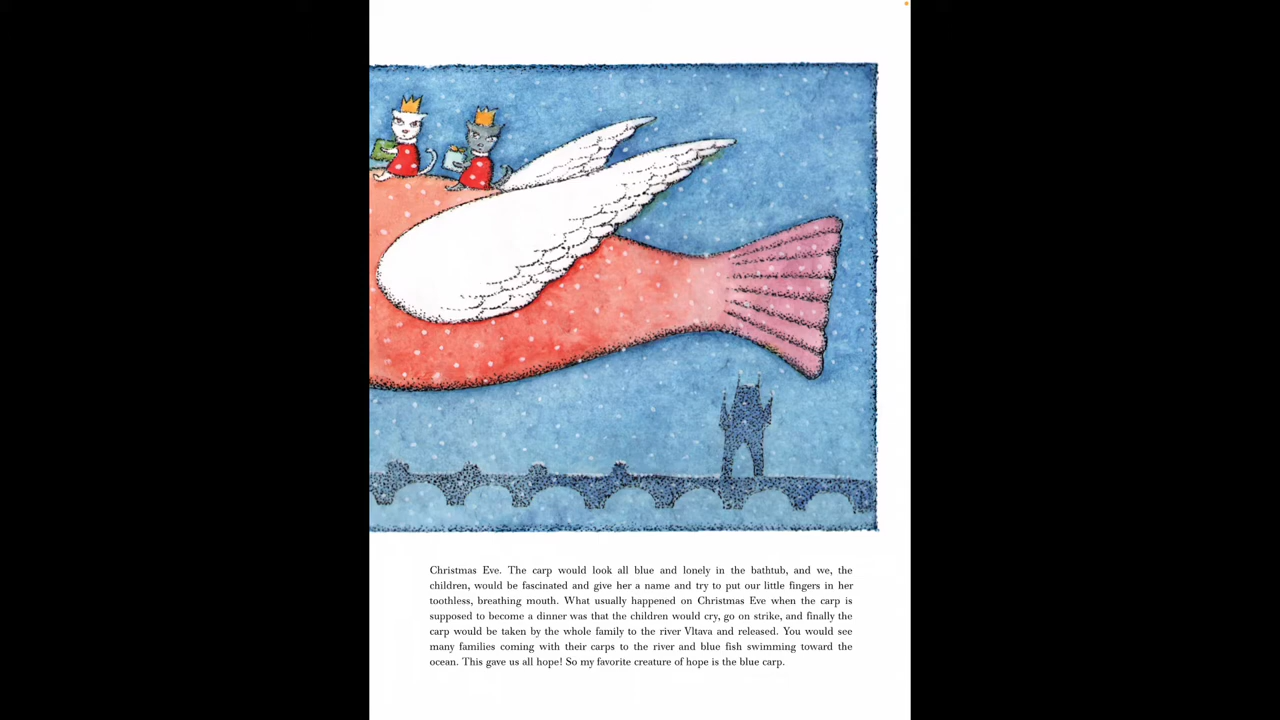 Christmas Eve. The carp would look all blue and lonely in the bathtub, and we, the
children, would be fascinated and give her a name and try to put our little fingers in her
toothless, breathing mouth. What usually happened on Christmas Eve when the carp is
supposed to become a dinner was that the children would cry, go on strike, and finally the
carp would be taken by the whole family to the river Vltava and released. You would see
many families coming with their carps to the river and blue fish swimming toward the
ocean. This gave us all hope! So my favorite creature of hope is the blue carp.